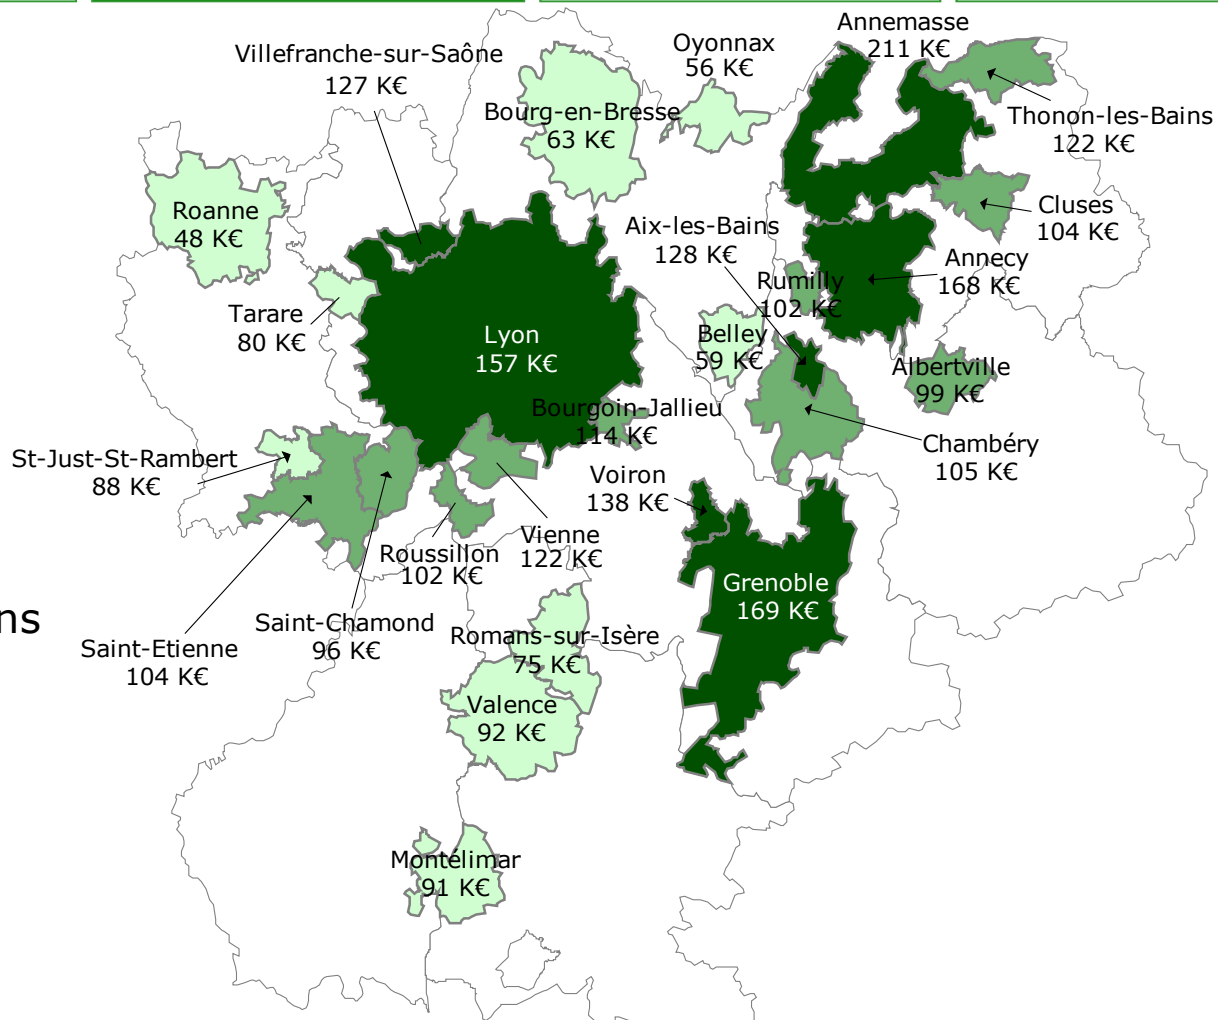 Annemasse
211 K€
Villefranche-sur-Saône
127 K€
Oyonnax
56 K€
Bourg-en-Bresse
63 K€
Thonon-les-Bains
122 K€
Roanne
48 K€
Cluses
104 K€
Aix-les-Bains
128 K€
Annecy
168 K€
Rumilly
102 K€
Tarare
80 K€
Lyon
157 K€
Belley
59 K€
Albertville
99 K€
Bourgoin-Jallieu
114 K€
Chambéry
105 K€
St-Just-St-Rambert
88 K€
Voiron
138 K€
Vienne
122 K€
Roussillon
102 K€
Grenoble
169 K€
ns
Saint-Chamond
96 K€
Romans-sur-Isère
75 K€
Saint-Etienne
104 K€
Valence
92 K€
Montélimar
91 K€